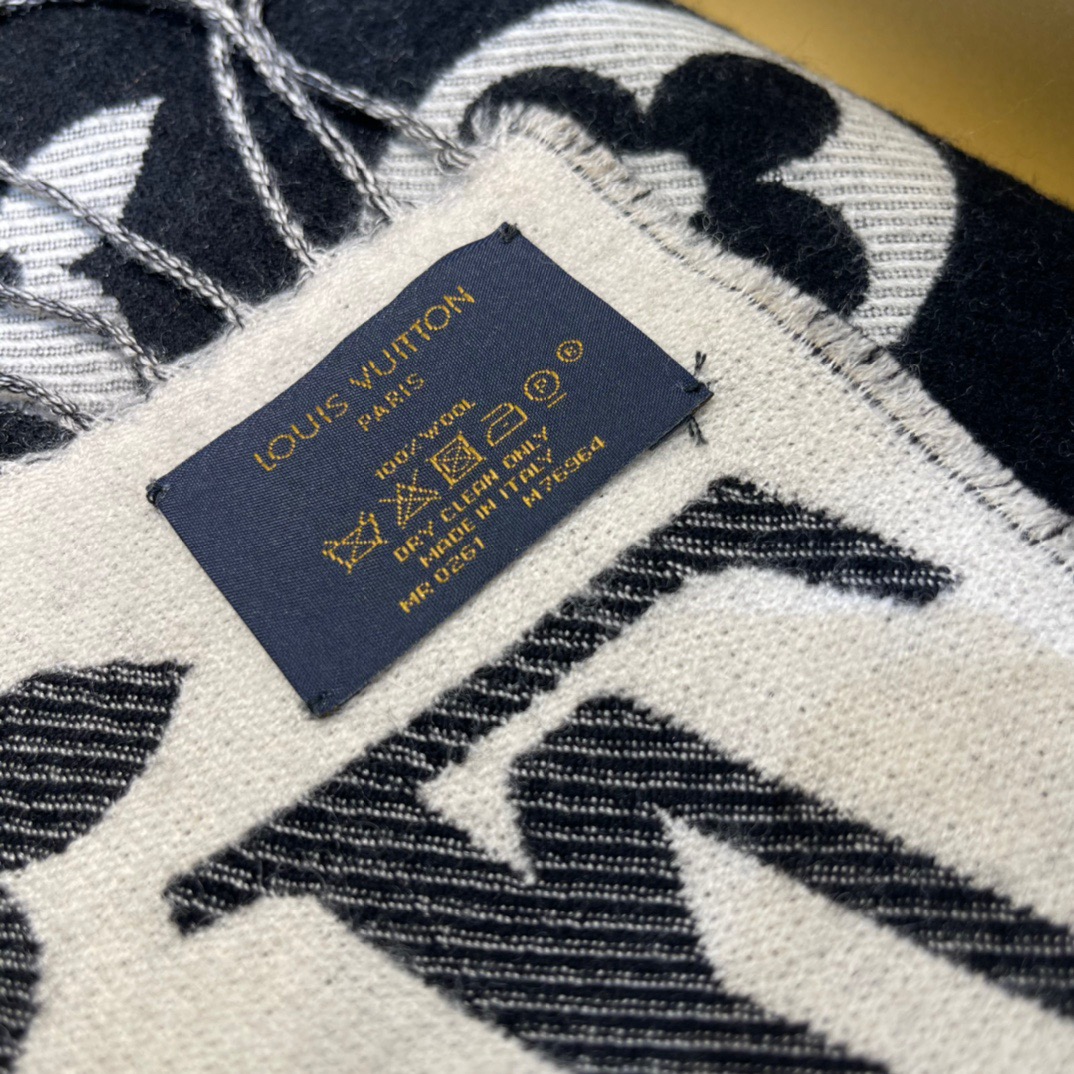 LOUIS VUITTON
PARIS
100% WOOL
P ®
DRY CLEAN ONLY
MADE IN ITALY
MR 0261 M76964